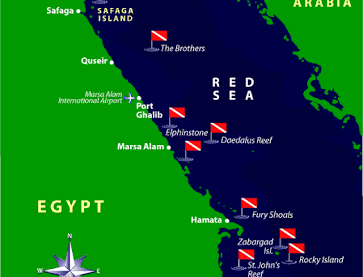 SAFAGA
ISLAND
Safaga
ARABIA
The Brothers
Quseir
RED
SEA
Marsa Alam
International Airport
Port
Ghalib
Elphinstone
Daedalus Reef
Marsa Alam
EGYPT
Fury Shoals
Hamata
Zabargad
Isl.
Rocky Island
St. John's
Reef
N
W
E